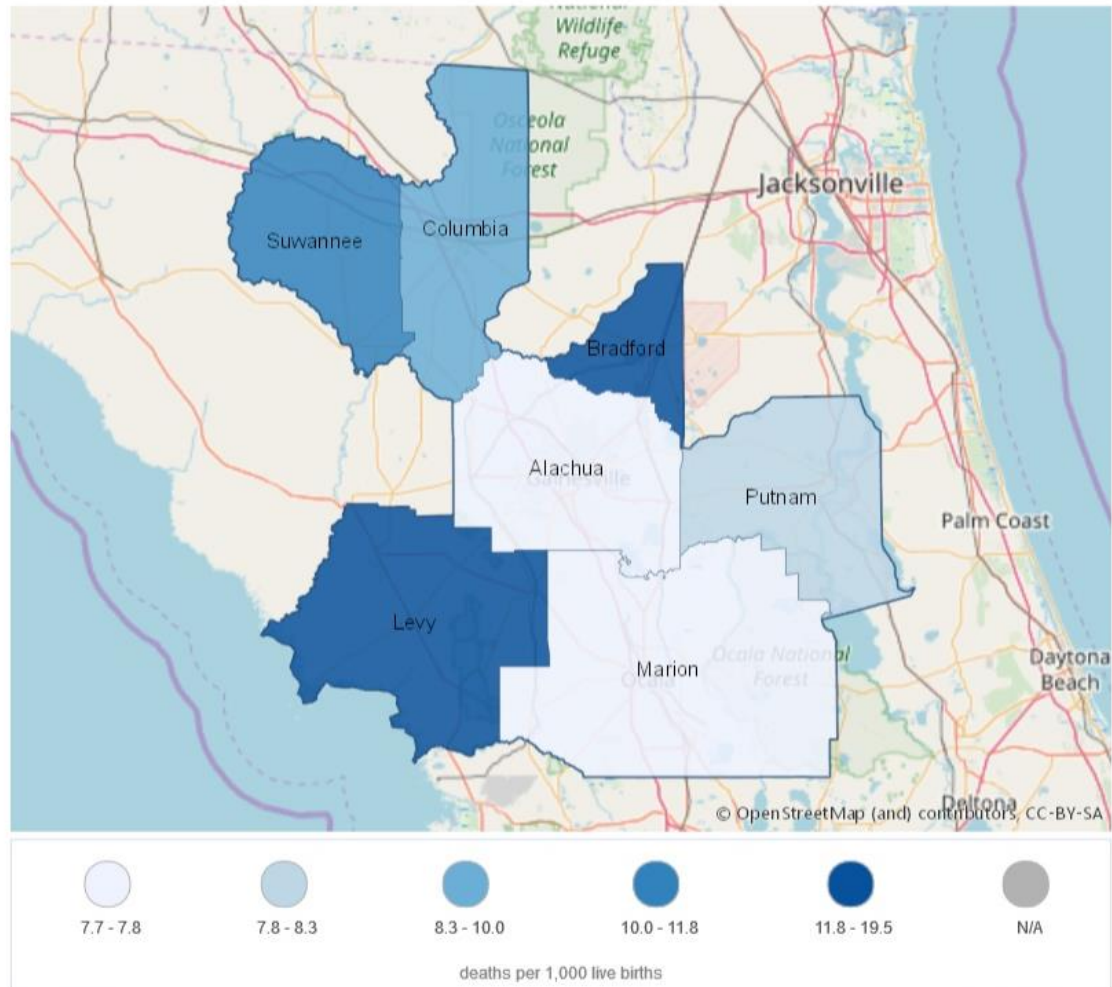 National
Wildlife
Refuge
Osceola
National
Forest
Jacksonville
Columbia
Suwannee
Bradford
Alachua
Gainesville
Putnam
Palm Coast
Levy
Marion
Ocala National
Forest
Ocala
Daytona
Beach
Deltona
© OpenStreetMap (and) contributors, CC-BY-SA
7.7 - 7.8
7.8 - 8.3
8.3 - 10.0
10.0 - 11.8
11.8 - 19.5
N/A
deaths per 1,000 live births